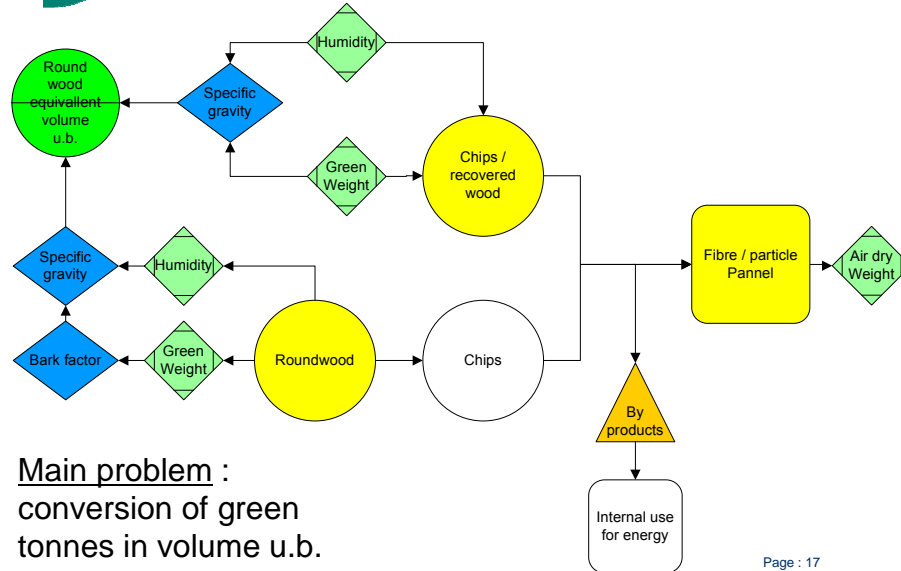 Humidity
Round
wood
equivallent
volume
u.b.
Specific
gravity
Green
Weight
Chips /
recovered
wood
Specific
gravity
Humidity
Fibre / particle
Pannel
Air dry
Weight
Bark factor
Green
Weight
Roundwood
Chips
By
products
Main problem :
conversion of green
tonnes in volume u.b.
Internal use
for energy
Page : 17